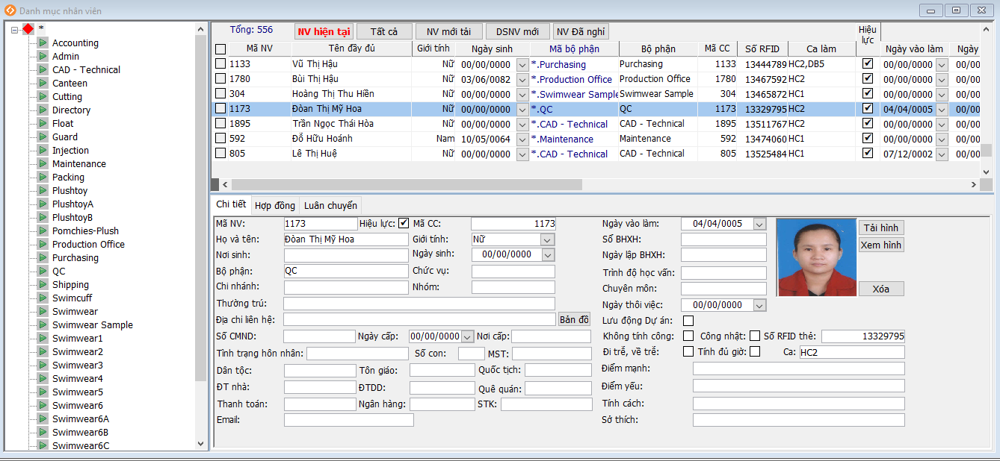 Danh mục nhân viên
*
Accounting
Admin
CAD - Technical
Canteen
Cutting
Directory
Float
Guard
Injection
Maintenance
Packing
Plushtoy
PlushtoyA
PlushtoyB
Pomchies-Plush
Production Office
Purchasing
QC
Shipping
Swimcuff
Swimwear
Swimwear Sample
Swimwear1
Swimwear2
Swimwear3
Swimwear4
Swimwear5
Swimwear6
Swimwear6A
Swimwear6B
Swimwear6C
Tổng: 556 NV hiện tại Tất cả NV mới tải DSNV mới NV Đã nghỉ
Mã NV Tên đầy đủ Giới tính Ngày sinh Mã bộ phận Bộ phận Mã CC Số RFID Ca làm Hiệu lực Ngày vào làm Ngày
1133 Vũ Thị Hậu Nữ 00/00/0000 *.Purchasing Purchasing 1133 13444789 HC2,DB5 00/00/0000 00/00
1780 Bùi Thị Hậu Nữ 03/06/0082 *.Production Office Production Office 1780 13467592 HC2 00/00/0000 00/00
304 Hoàng Thị Thu Hiền Nữ 00/00/0000 *.Swimwear Sample Swimwear Sample 304 13465872 HC1 00/00/0000 00/00
1173 Đòan Thị Mỹ Hoa Nữ 00/00/0000 *.QC QC 1173 13329795 HC2 04/04/0005 00/00
1895 Trần Ngọc Thái Hòa Nữ 00/00/0000 *.CAD - Technical CAD - Technical 1895 13511767 HC2 00/00/0000 00/00
592 Đỗ Hữu Hoánh Nam 10/05/0064 *.Maintenance Maintenance 592 13474060 HC1 00/00/0000 00/00
805 Lê Thị Huệ Nữ 00/00/0000 *.CAD - Technical CAD - Technical 805 13525484 HC1 07/12/0002 00/00
Chi tiết Hợp đồng Luân chuyển
Mã NV: 1173 Hiệu lực: Mã CC: 1173 Ngày vào làm: 04/04/0005 Tải hình
Họ và tên: Đòan Thị Mỹ Hoa Giới tính: Nữ Số BHXH: Xem hình
Nơi sinh: Ngày sinh: 00/00/0000 Ngày lập BHXH:
Bộ phận: QC Chức vụ: Trình độ học vấn:
Chi nhánh: Nhóm: Chuyên môn: Xóa
Thường trú: Ngày thôi việc: 00/00/0000
Địa chỉ liên hệ: Bản đồ Lưu động Dự án:
Số CMND: Ngày cấp: 00/00/0000 Nơi cấp: Không tính công: Công nhật: Số RFID thẻ: 13329795
Tình trạng hôn nhân: Số con: MST: Đi trễ, về trễ: Tính đủ giờ: Ca: HC2
Dân tộc: Tôn giáo: Quốc tịch: Điểm mạnh:
ĐT nhà: ĐTDD: Quê quán: Điểm yếu:
Thanh toán: Ngân hàng: STK: Tính cách:
Email: Sở thích: